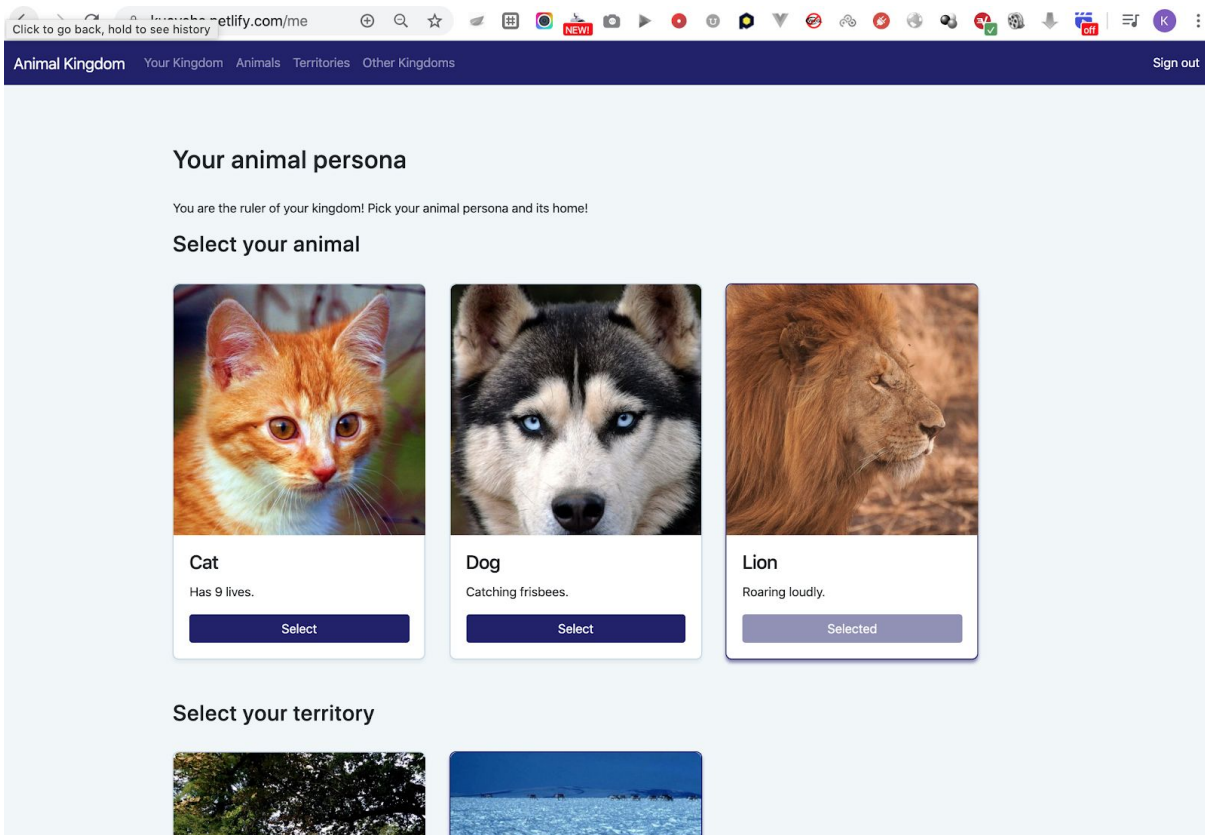 netlify.com/me
Click to go back, hold to see history
NEW!
off
K
Animal Kingdom Your Kingdom Animals Territories Other Kingdoms Sign out
Your animal persona
You are the ruler of your kingdom! Pick your animal persona and its home!
Select your animal
Cat
Has 9 lives.
Select
Dog
Catching frisbees.
Select
Lion
Roaring loudly.
Selected
Select your territory